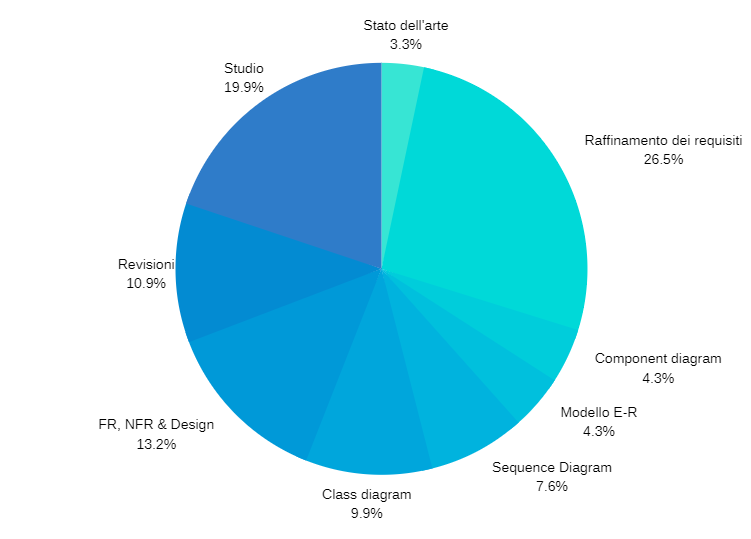 Stato dell'arte
3.3%
Studio
19.9%
Raffinamento dei requisiti
26.5%
Revisioni
10.9%
Component diagram
4.3%
Modello E-R
4.3%
FR, NFR & Design
13.2%
Sequence Diagram
7.6%
Class diagram
9.9%